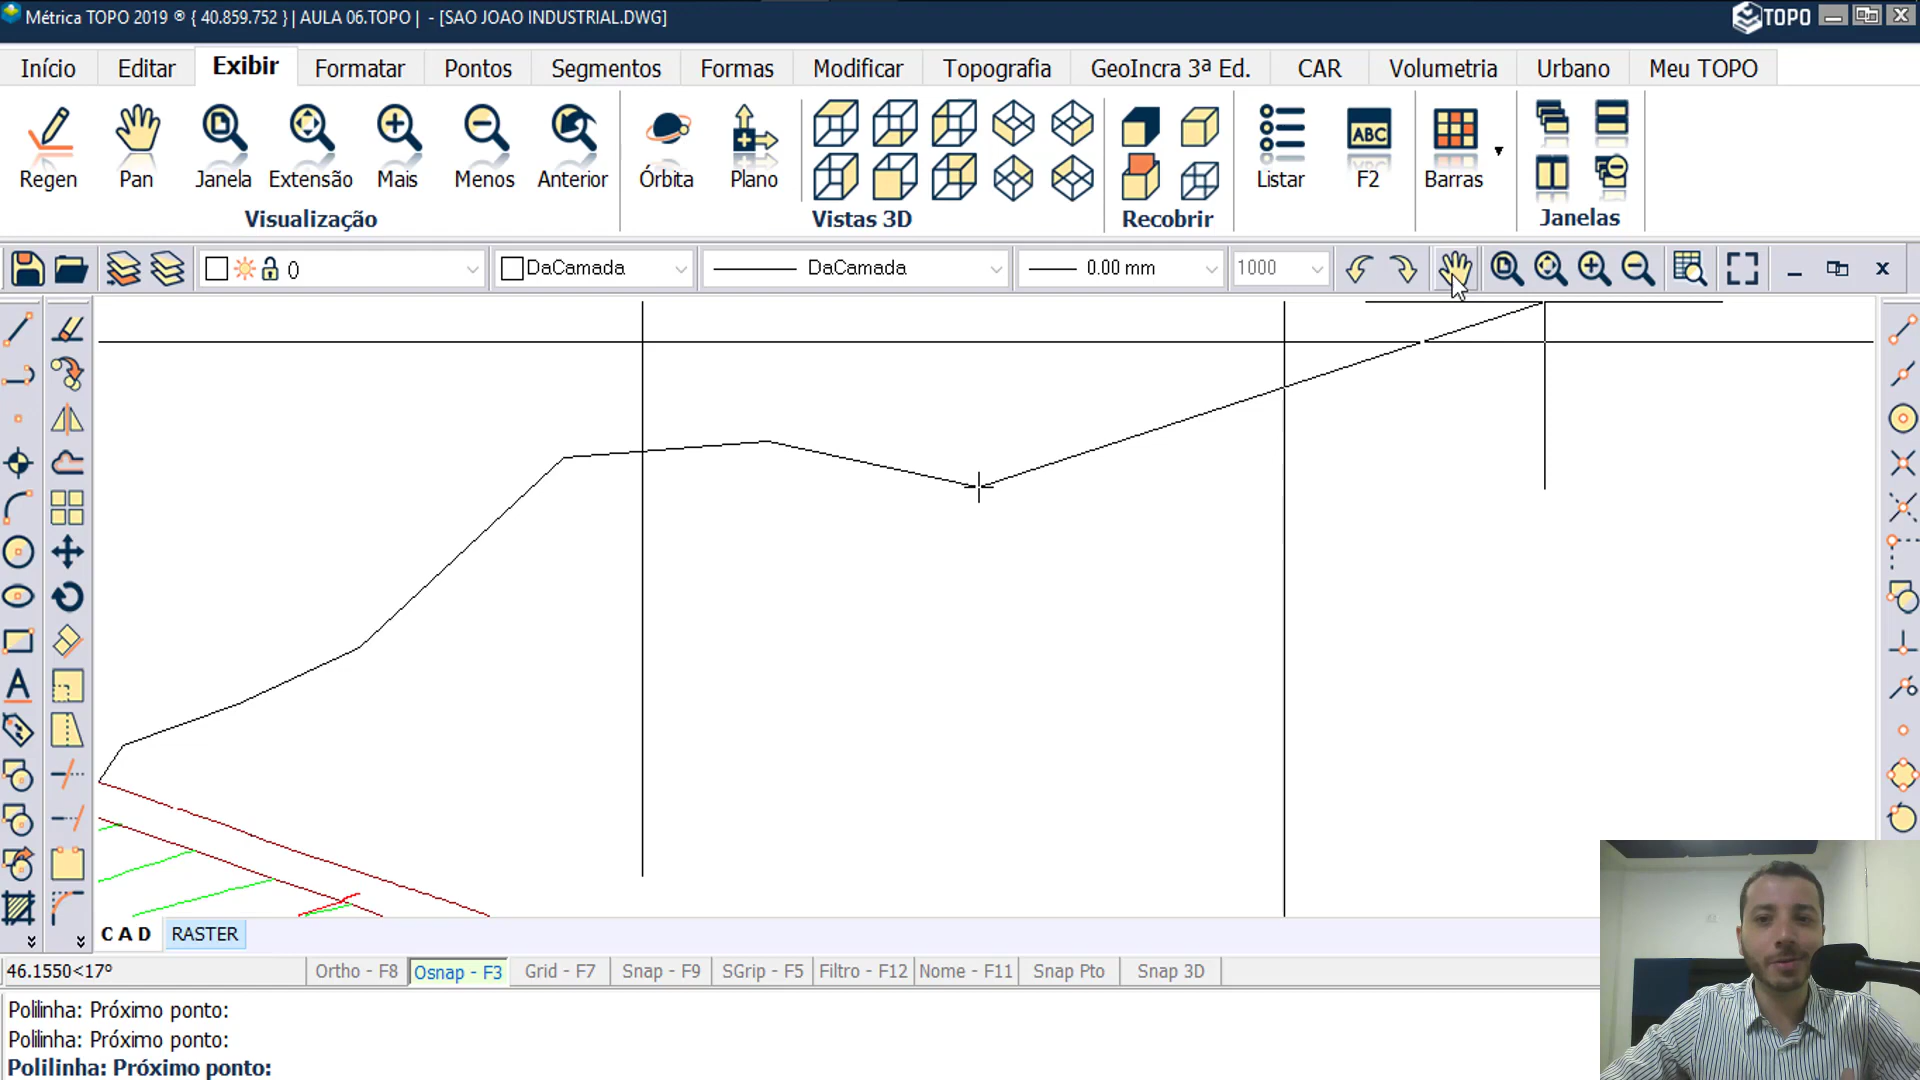 Métrica TOPO 2019 ® { 40.859.752 } | AULA 06.TOPO | - [SAO JOAO INDUSTRIAL.DWG]
TOPO
Início Editar Exibir Formatar Pontos Segmentos Formas Modificar Topografia GeoIncra 3ª Ed. CAR Volumetria Urbano Meu TOPO
ABC
Regen Pan Janela Extensão Mais Menos Anterior Órbita Plano Listar F2 Barras
Visualização Vistas 3D Recobrir Janelas
0 DaCamada DaCamada 0.00 mm 1000
A
C A D RASTER
46.1550<17° Ortho - F8 Osnap - F3 Grid - F7 Snap - F9 SGrip - F5 Filtro - F12 Nome - F11 Snap Pto Snap 3D
Polilinha: Próximo ponto:
Polilinha: Próximo ponto:
Polilinha: Próximo ponto: